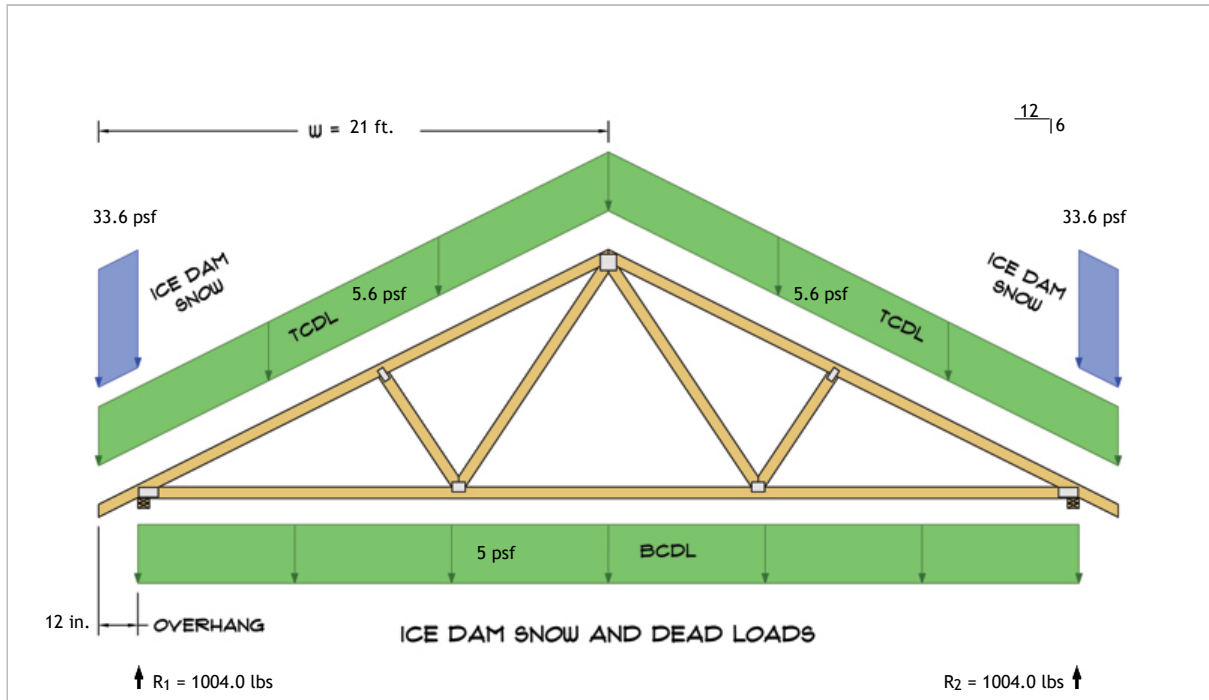 W = 21 ft.
12
6
33.6 psf
33.6 psf
ICE DAM
SNOW
ICE DAM
SNOW
5.6 psf
5.6 psf
TCDL
TCDL
5 psf
BCDL
12 in.
OVERHANG
ICE DAM SNOW AND DEAD LOADS
R₁ = 1004.0 lbs
R₂ = 1004.0 lbs